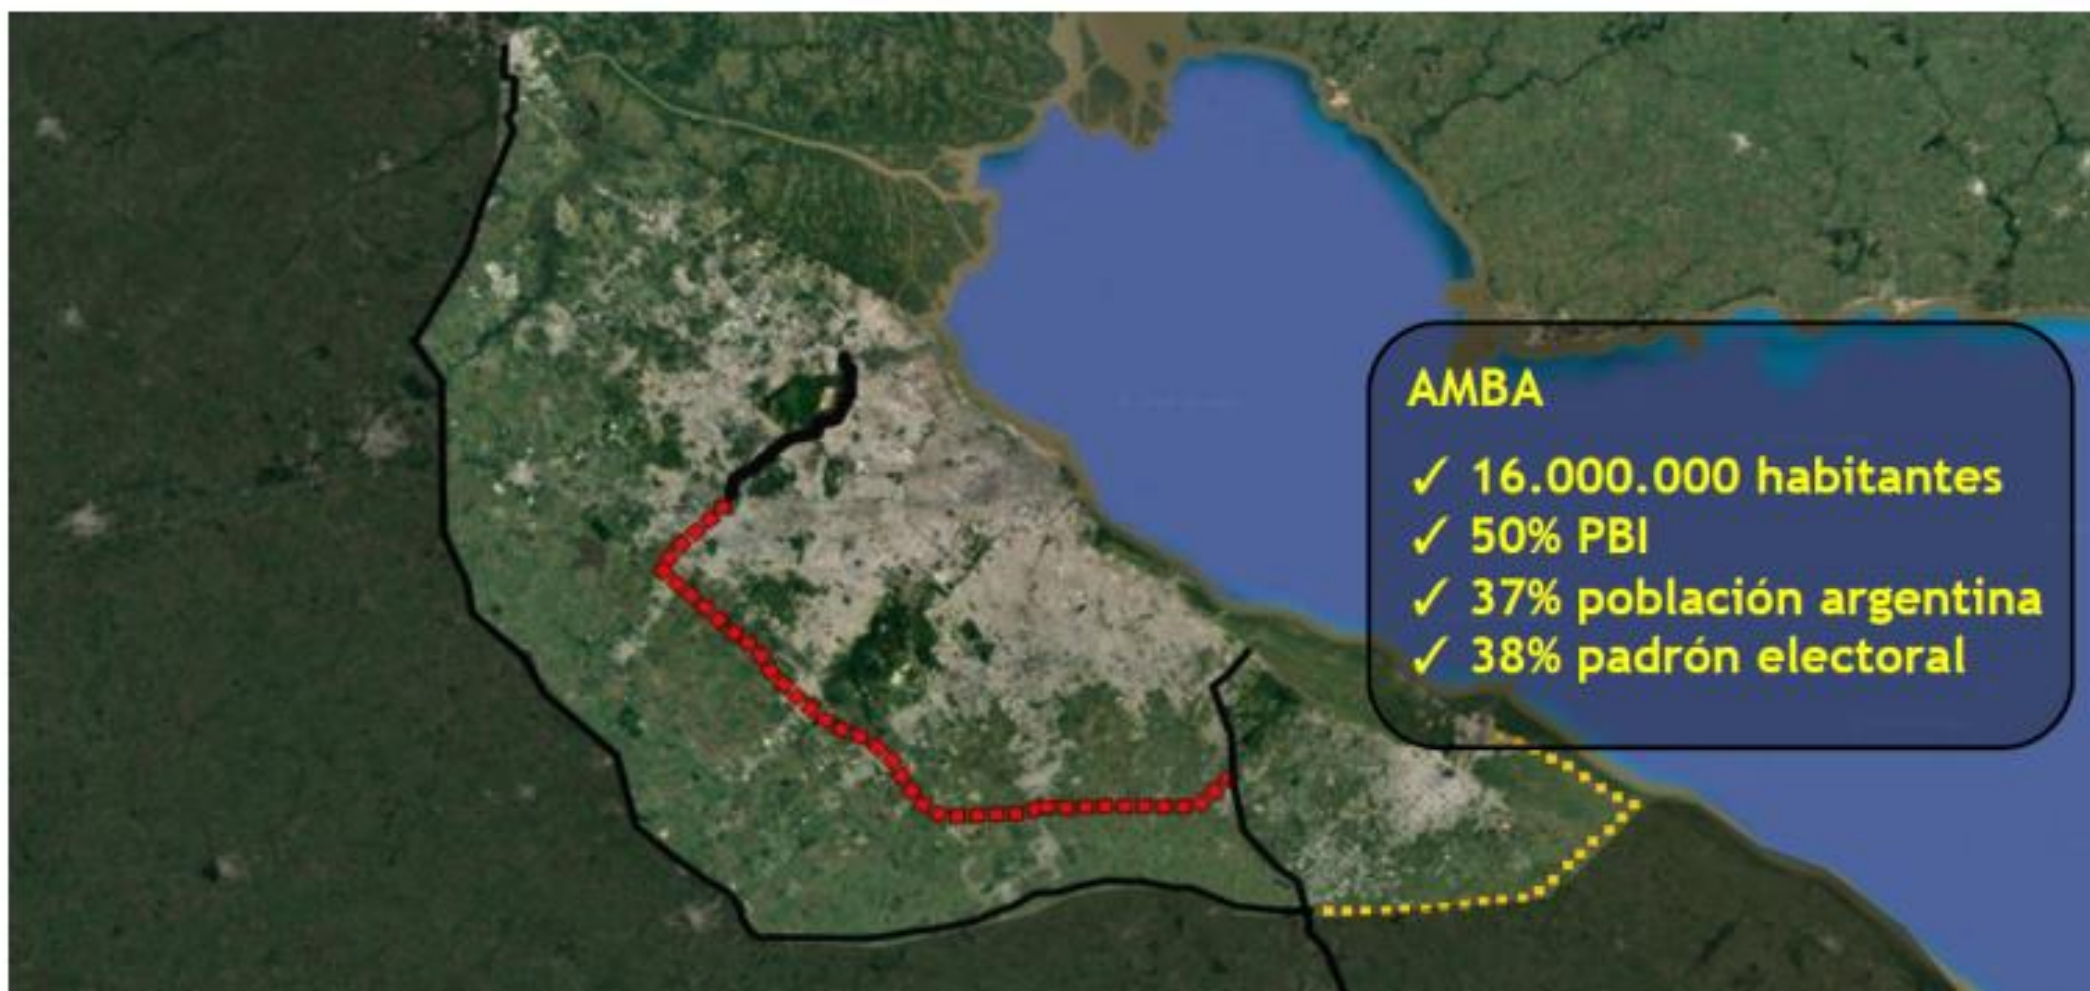 AMBA
✓ 16.000.000 habitantes
✓ 50% PBI
✓ 37% población argentina
✓ 38% padrón electoral